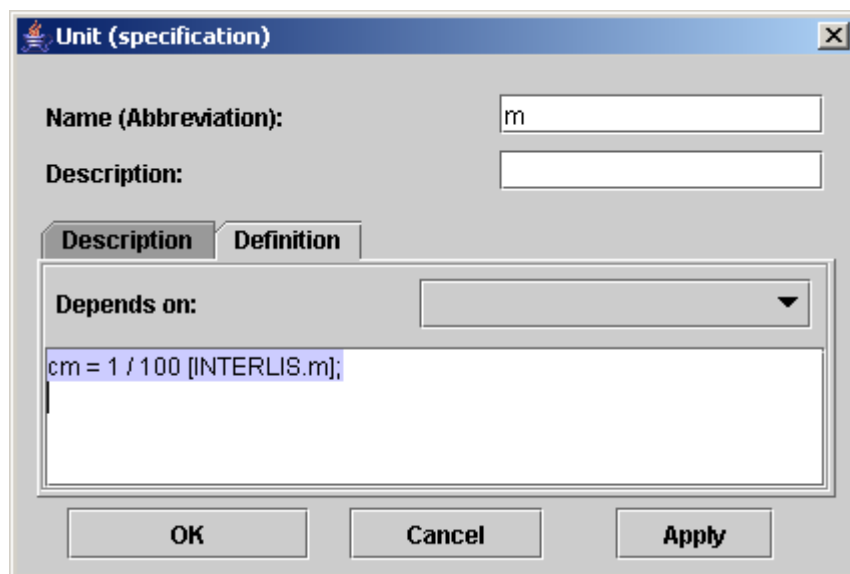 Unit (specification)
Name (Abbreviation): m
Description:
Description Definition
Depends on:
cm = 1 / 100 [INTERLIS.m];
OK Cancel Apply